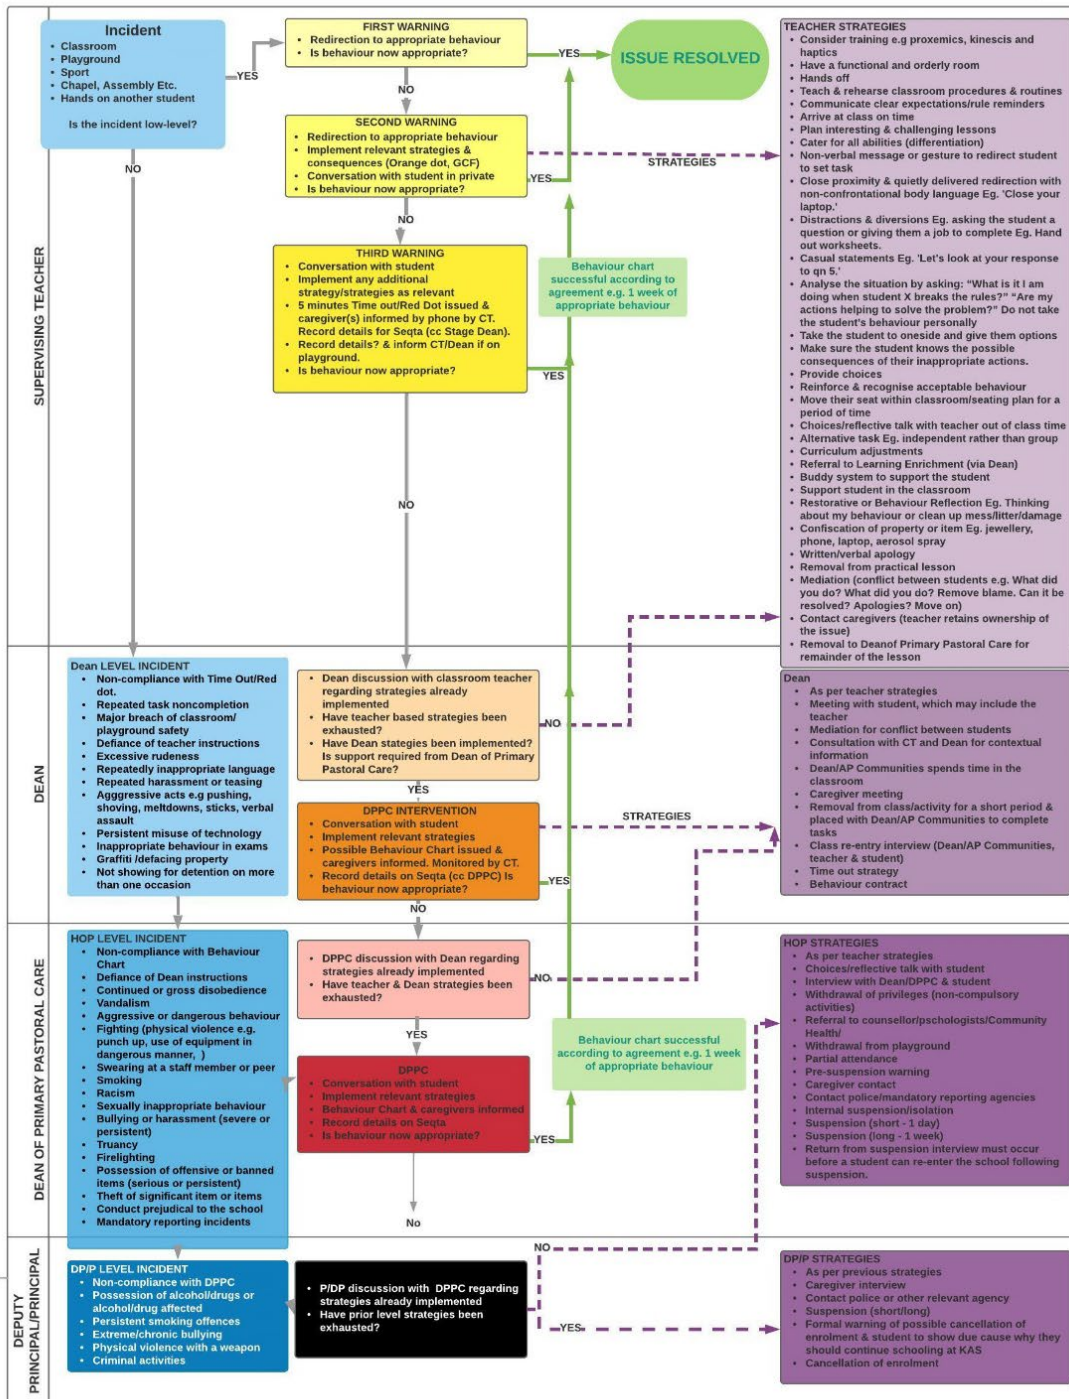 Incident
• Classroom
• Playground
• Sport
• Chapel, Assembly Etc.
• Hands on another student
Is the incident low-level?
YES
NO
FIRST WARNING
• Redirection to appropriate behaviour
• Is behaviour now appropriate?
YES
NO
ISSUE RESOLVED
SECOND WARNING
• Redirection to appropriate behaviour
• Implement relevant strategies &
consequences (Orange dot, GCF)
• Conversation with student in private
• Is behaviour now appropriate?
STRATEGIES
YES
NO
THIRD WARNING
• Conversation with student
• Implement any additional
strategy/strategies as relevant
• 5 minutes Time out/Red Dot issued &
caregiver(s) informed by phone by CT.
Record details for Seqta (cc Stage Dean).
• Record details? & inform CT/Dean if on
playground.
• Is behaviour now appropriate?
YES
NO
Behaviour chart
successful according to
agreement e.g. 1 week of
appropriate behaviour
SUPERVISING TEACHER
TEACHER STRATEGIES
• Consider training e.g proxemics, kinescis and
haptics
• Have a functional and orderly room
• Hands off
• Teach & rehearse classroom procedures & routines
• Communicate clear expectations/rule reminders
• Arrive at class on time
• Plan interesting & challenging lessons
• Cater for all abilities (differentiation)
• Non-verbal message or gesture to redirect student
to set task
• Close proximity & quietly delivered redirection with
non-confrontational body language Eg. 'Close your
laptop.'
• Distractions & diversions Eg. asking the student a
question or giving them a job to complete Eg. Hand
out worksheets.
• Casual statements Eg. 'Let's look at your response
to qn 5.'
• Analyse the situation by asking: “What is it I am
doing when student X breaks the rules?” “Are my
actions helping to solve the problem?” Do not take
the student's behaviour personally
• Take the student to oneside and give them options
• Make sure the student knows the possible
consequences of their inappropriate actions.
• Provide choices
• Reinforce & recognise acceptable behaviour
• Move their seat within classroom/seating plan for a
period of time
• Choices/reflective talk with teacher out of class time
• Alternative task Eg. independent rather than group
• Curriculum adjustments
• Referral to Learning Enrichment (via Dean)
• Buddy system to support the student
• Support student in the classroom
• Restorative or Behaviour Reflection Eg. Thinking
about my behaviour or clean up mess/litter/damage
• Confiscation of property or item Eg. jewellery,
phone, laptop, aerosol spray
• Written/verbal apology
• Removal from practical lesson
• Mediation (conflict between students e.g. What did
you do? What did you do? Remove blame. Can it be
resolved? Apologies? Move on)
• Contact caregivers (teacher retains ownership of
the issue)
• Removal to Deanof Primary Pastoral Care for
remainder of the lesson
DEAN
Dean LEVEL INCIDENT
• Non-compliance with Time Out/Red
dot.
• Repeated task noncompletion
• Major breach of classroom/
playground safety
• Defiance of teacher instructions
• Excessive rudeness
• Repeatedly inappropriate language
• Repeated harassment or teasing
• Agggressive acts e.g pushing,
shoving, meltdowns, sticks, verbal
assault
• Persistent misuse of technology
• Inappropriate behaviour in exams
• Graffiti /defacing property
• Not showing for detention on more
than one occasion
• Dean discussion with classroom teacher
regarding strategies already
implemented
• Have teacher based strategies been
exhausted?
• Have Dean stategies been implemented?
Is support required from Dean of Primary
Pastoral Care?
NO
YES
DPPC INTERVENTION
• Conversation with student
• Implement relevant strategies
• Possible Behaviour Chart issued &
caregivers informed. Monitored by CT.
• Record details on Seqta (cc DPPC) Is
behaviour now appropriate?
STRATEGIES
YES
NO
Dean
• As per teacher strategies
• Meeting with student, which may include the
teacher
• Mediation for conflict between students
• Consultation with CT and Dean for contextual
information
• Dean/AP Communities spends time in the
classroom
• Caregiver meeting
• Removal from class/activity for a short period &
placed with Dean/AP Communities to complete
tasks
• Class re-entry interview (Dean/AP Communities,
teacher & student)
• Time out strategy
• Behaviour contract
DEAN OF PRIMARY PASTORAL CARE
HOP LEVEL INCIDENT
• Non-compliance with Behaviour
Chart
• Defiance of Dean instructions
• Continued or gross disobedience
• Vandalism
• Aggressive or dangerous behaviour
• Fighting (physical violence e.g.
punch up, use of equipment in
dangerous manner, )
• Swearing at a staff member or peer
• Smoking
• Racism
• Sexually inappropriate behaviour
• Bullying or harassment (severe or
persistent)
• Truancy
• Firelighting
• Possession of offensive or banned
items (serious or persistent)
• Theft of significant item or items
• Conduct prejudical to the school
• Mandatory reporting incidents
• DPPC discussion with Dean regarding
strategies already implemented
• Have teacher & Dean strategies been
exhausted?
NO
YES
DPPC
• Conversation with student
• Implement relevant strategies
• Behaviour Chart & caregivers informed
• Record details on Seqta
• Is behaviour now appropriate?
YES
No
Behaviour chart successful
according to agreement e.g. 1 week
of appropriate behaviour
HOP STRATEGIES
• As per teacher strategies
• Choices/reflective talk with student
• Interview with Dean/DPPC & student
• Withdrawal of privileges (non-compulsory
activities)
• Referral to counsellor/pschologists/Community
Health/
• Withdrawal from playground
• Partial attendance
• Pre-suspension warning
• Caregiver contact
• Contact police/mandatory reporting agencies
• Internal suspension/isolation
• Suspension (short - 1 day)
• Suspension (long - 1 week)
• Return from suspension interview must occur
before a student can re-enter the school following
suspension.
DEPUTY
PRINCIPAL/PRINCIPAL
DP/P LEVEL INCIDENT
• Non-compliance with DPPC
• Possession of alcohol/drugs or
alcohol/drug affected
• Persistent smoking offences
• Extreme/chronic bullying
• Physical violence with a weapon
• Criminal activities
• P/DP discussion with DPPC regarding
strategies already implemented
• Have prior level strategies been
exhausted?
NO
YES
DP/P STRATEGIES
• As per previous strategies
• Caregiver interview
• Contact police or other relevant agency
• Suspension (short/long)
• Formal warning of possible cancellation of
enrolment & student to show due cause why they
should continue schooling at KAS
• Cancellation of enrolment